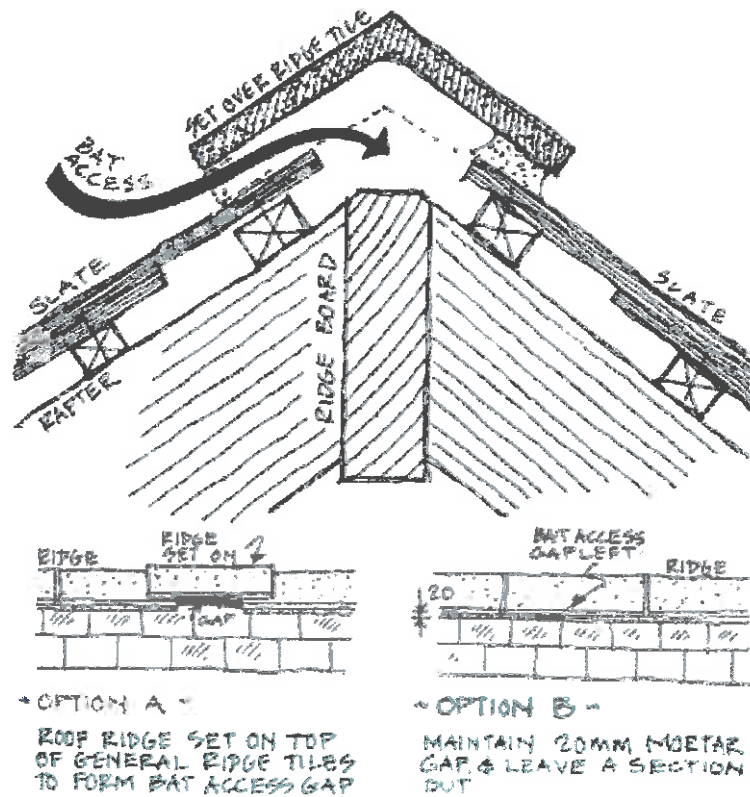 SET OVER RIDGE TILE
BAT
ACCESS
SLATE
RAFTER
RIDGE BOARD
SLATE
RIDGE
RIDGE
SET ON
GAP
BAT ACCESS
GAP LEFT
RIDGE
20
- OPTION A -
ROOF RIDGE SET ON TOP
OF GENERAL RIDGE TILES
TO FORM BAT ACCESS GAP
- OPTION B -
MAINTAIN 20MM MORTAR
GAP & LEAVE A SECTION
OUT